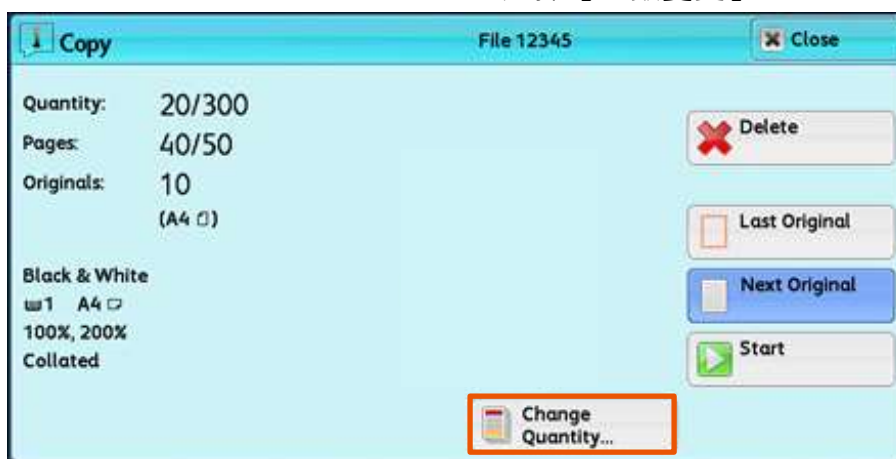 Copy
File 12345
Close
Quantity: 20/300
Pages: 40/50
Originals: 10
(A4)
Black & White
1 A4
100%, 200%
Collated
Delete
Last Original
Next Original
Start
Change
Quantity...